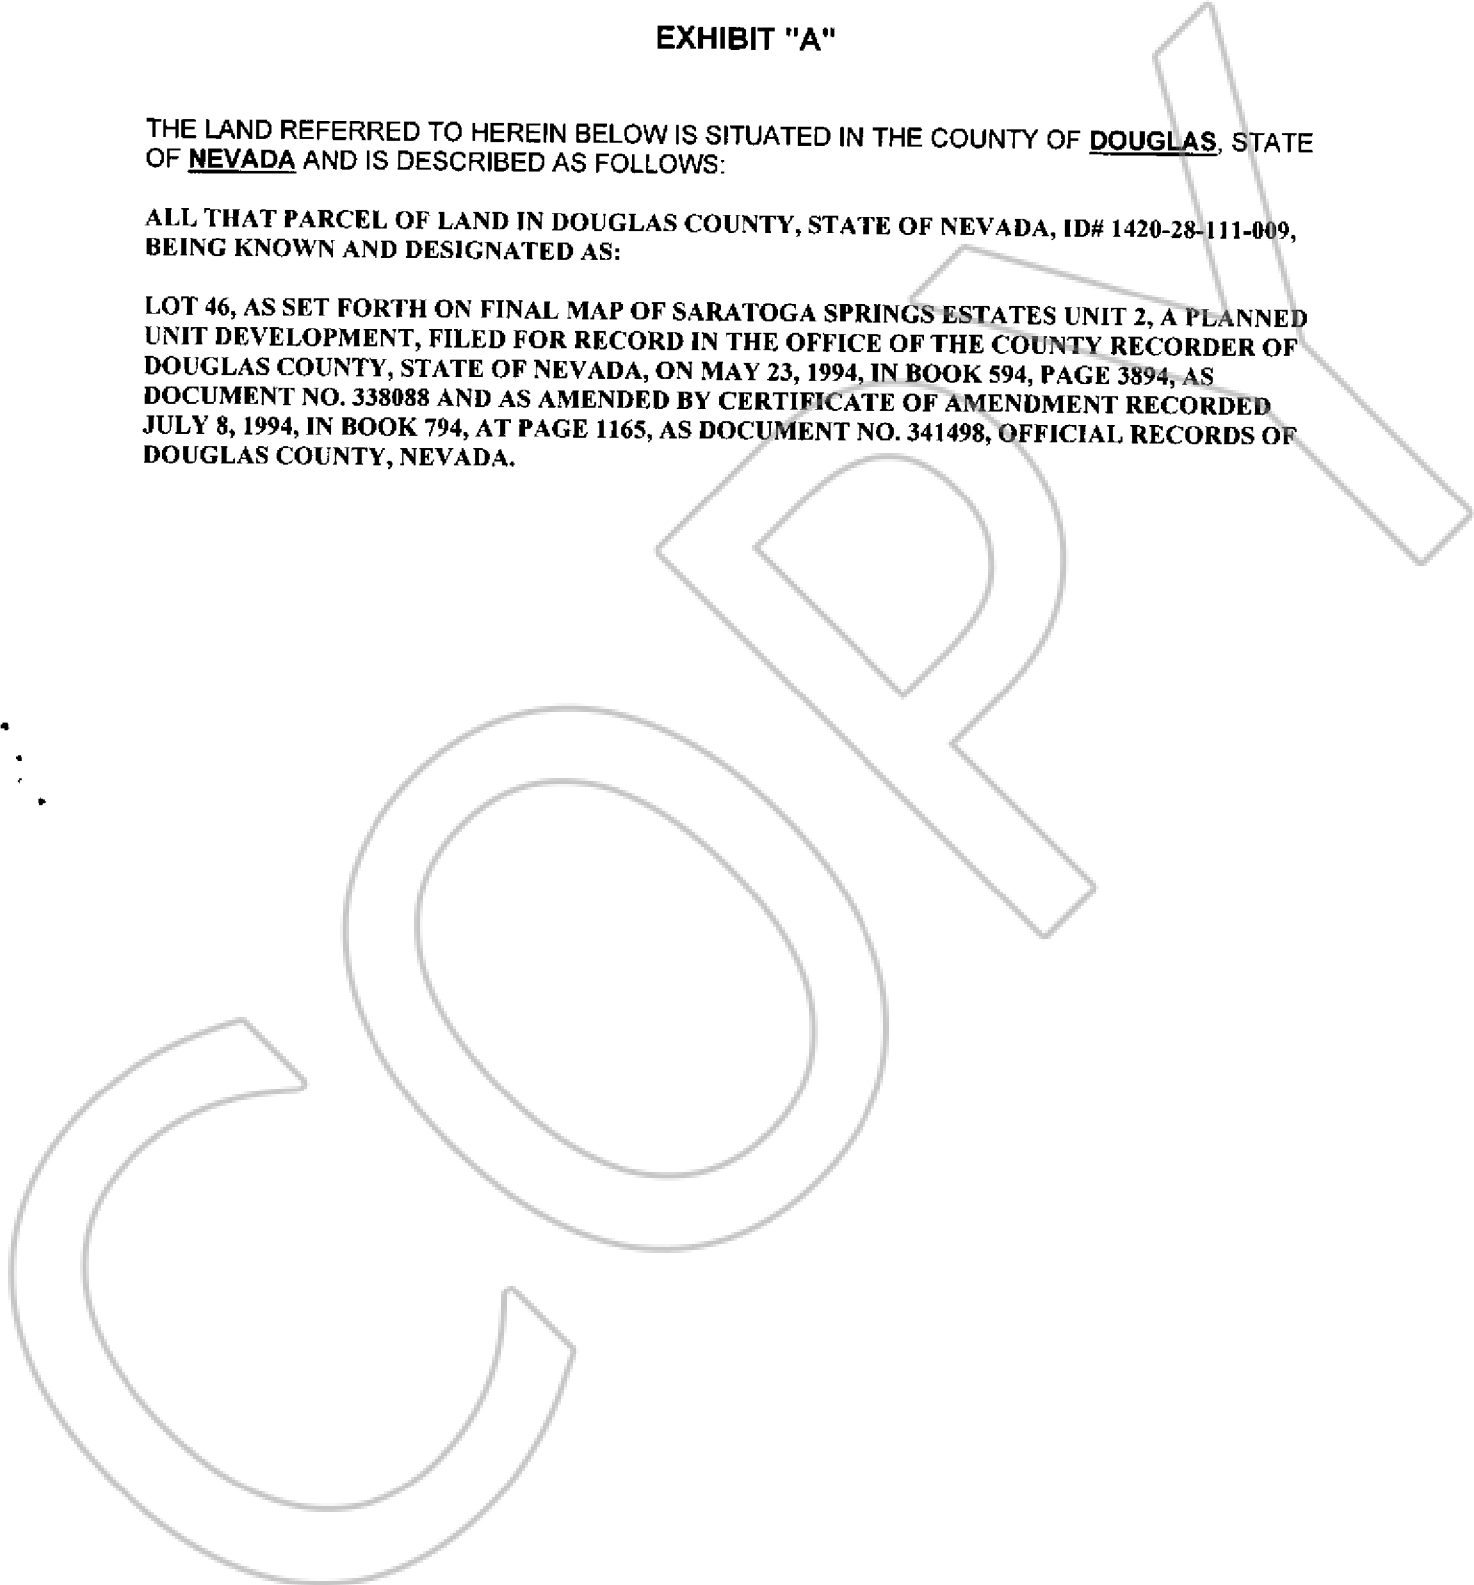 EXHIBIT "A"
THE LAND REFERRED TO HEREIN BELOW IS SITUATED IN THE COUNTY OF DOUGLAS, STATE
OF NEVADA AND IS DESCRIBED AS FOLLOWS:
ALL THAT PARCEL OF LAND IN DOUGLAS COUNTY, STATE OF NEVADA, ID# 1420-28-111-009,
BEING KNOWN AND DESIGNATED AS:
LOT 46, AS SET FORTH ON FINAL MAP OF SARATOGA SPRINGS ESTATES UNIT 2, A PLANNED
UNIT DEVELOPMENT, FILED FOR RECORD IN THE OFFICE OF THE COUNTY RECORDER OF
DOUGLAS COUNTY, STATE OF NEVADA, ON MAY 23, 1994, IN BOOK 594, PAGE 3894, AS
DOCUMENT NO. 338088 AND AS AMENDED BY CERTIFICATE OF AMENDMENT RECORDED
JULY 8, 1994, IN BOOK 794, AT PAGE 1165, AS DOCUMENT NO. 341498, OFFICIAL RECORDS OF
DOUGLAS COUNTY, NEVADA.
COPY